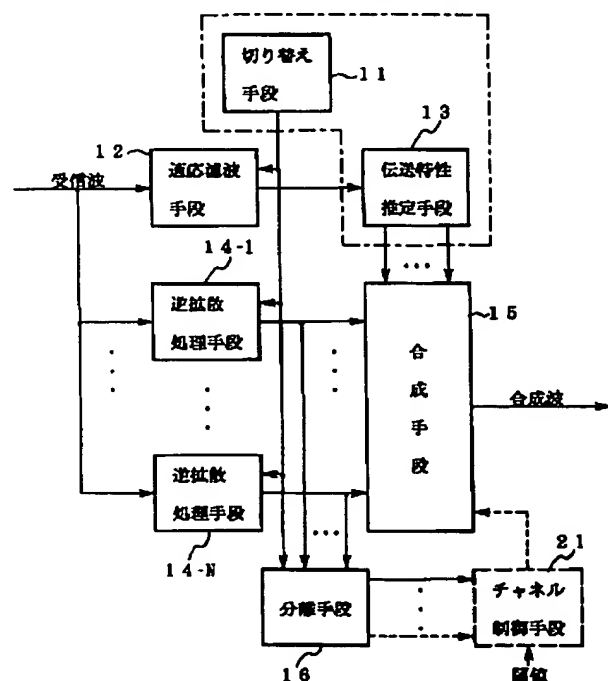 切り替え
手段
11
12
13
受信波
適応濾波
手段
伝送特性
推定手段
14-1
逆拡散
処理手段
15
合
成
手
段
合成波
逆拡散
処理手段
14-N
21
分離手段
チャネル
制御手段
16
閾値